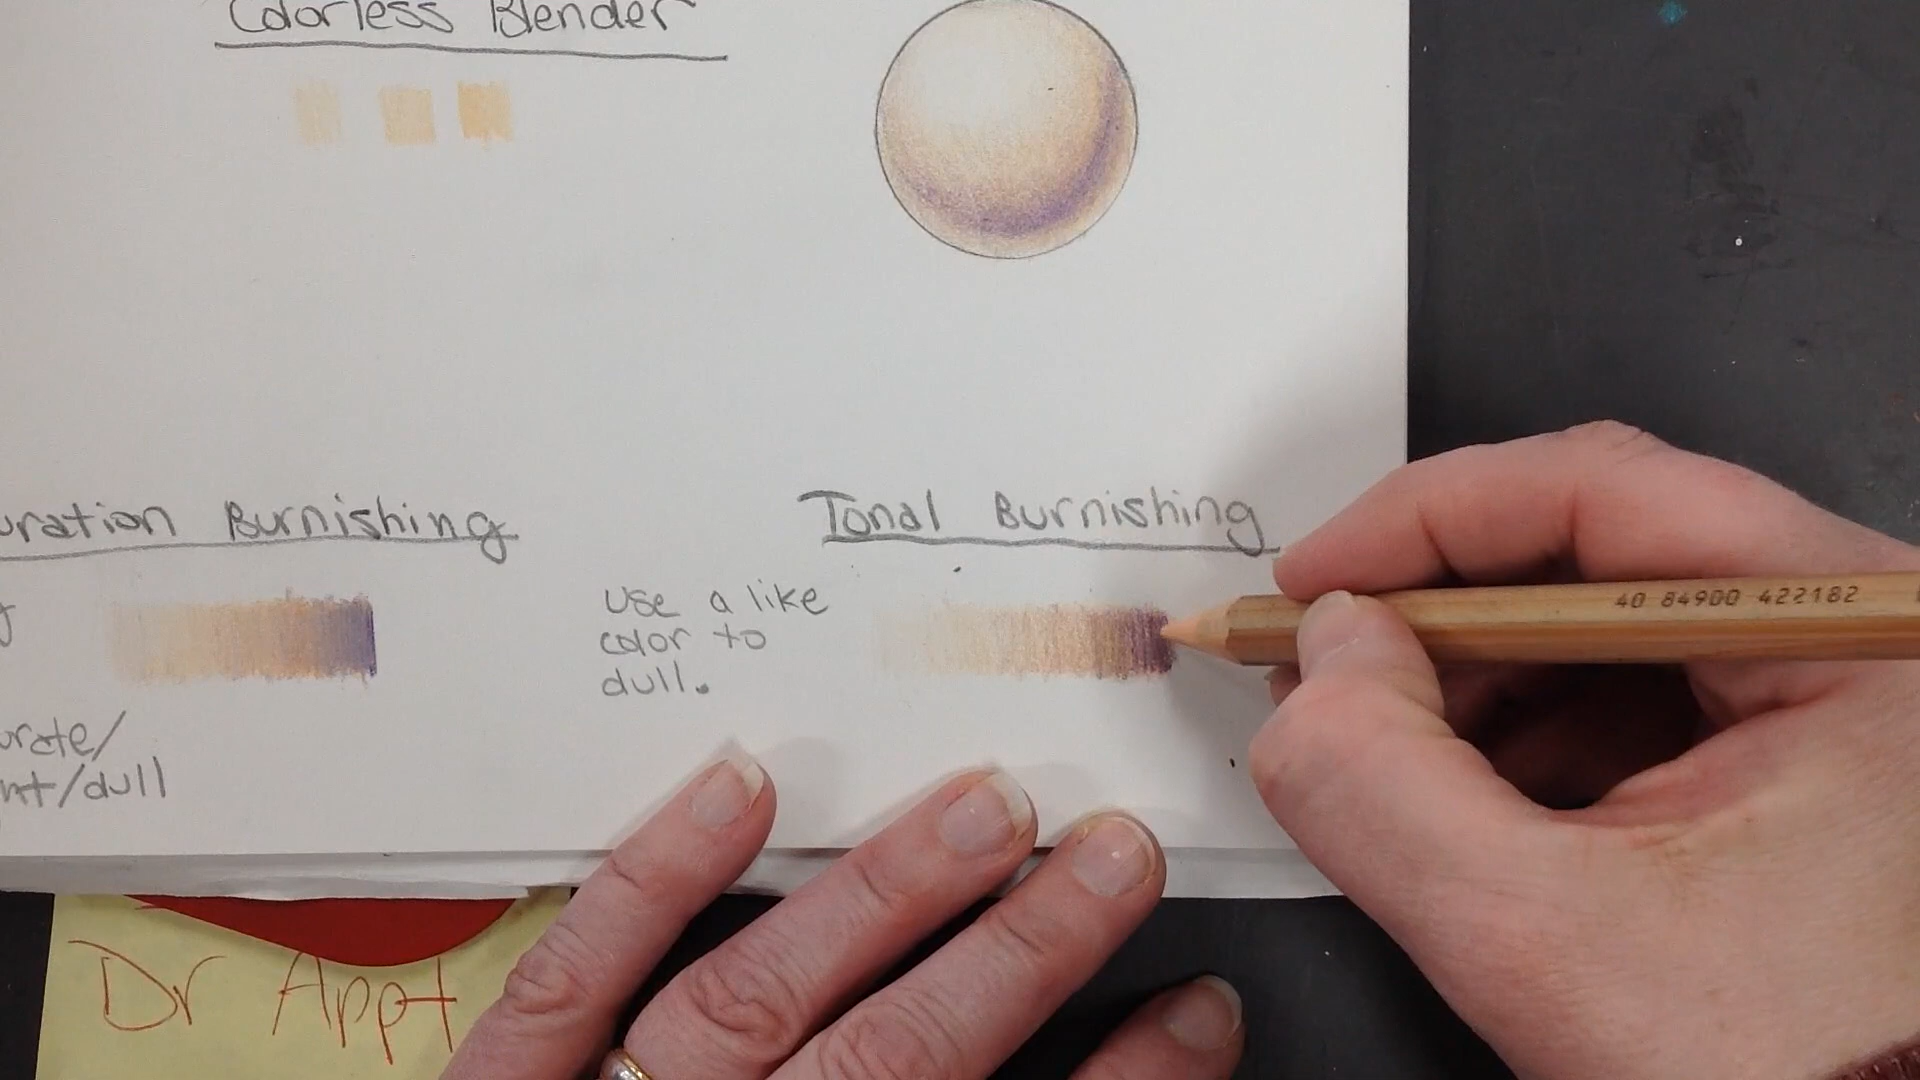 Colorless Blender
uration Burnishing
Tonal Burnishing
use a like
color to
dull.
urate/
nt/dull
40 84900 422182
Dr Appt